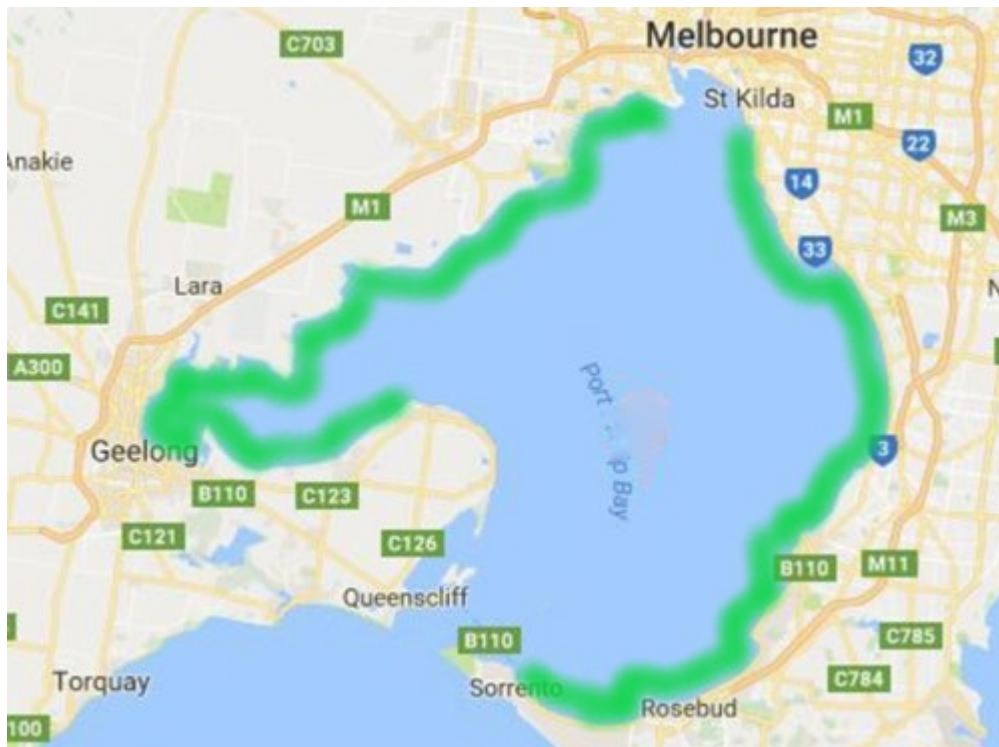 C703
Melbourne
32
St Kilda
M1
Anakie
22
14
M1
M3
33
Lara
N
C141
A300
Port
p Bay
Geelong
3
B110
C123
C126
C121
M11
B110
Queenscliff
B110
C785
Torquay
Sorrento
C784
Rosebud
100